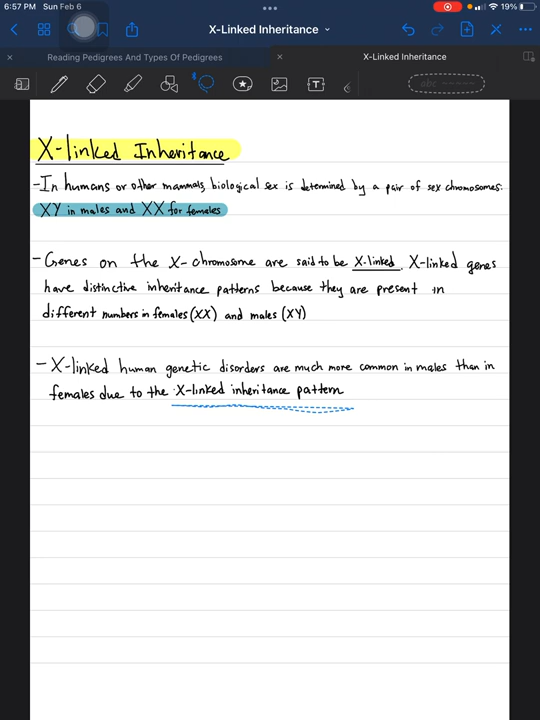 6:57 PM Sun Feb 6
19%
X-Linked Inheritance
Reading Pedigrees And Types Of Pedigrees
X-Linked Inheritance
T
abc
X-linked Inheritance
- In humans or other mammals, biological sex is determined by a pair of sex chromosomes:
XY in males and XX for females
- Genes on the X-chromosome are said to be X-linked. X-linked genes
have distinctive inheritance patterns because they are present in
different numbers in females (XX) and males (XY)
- X-linked human genetic disorders are much more common in males than in
females due to the X-linked inheritance pattern